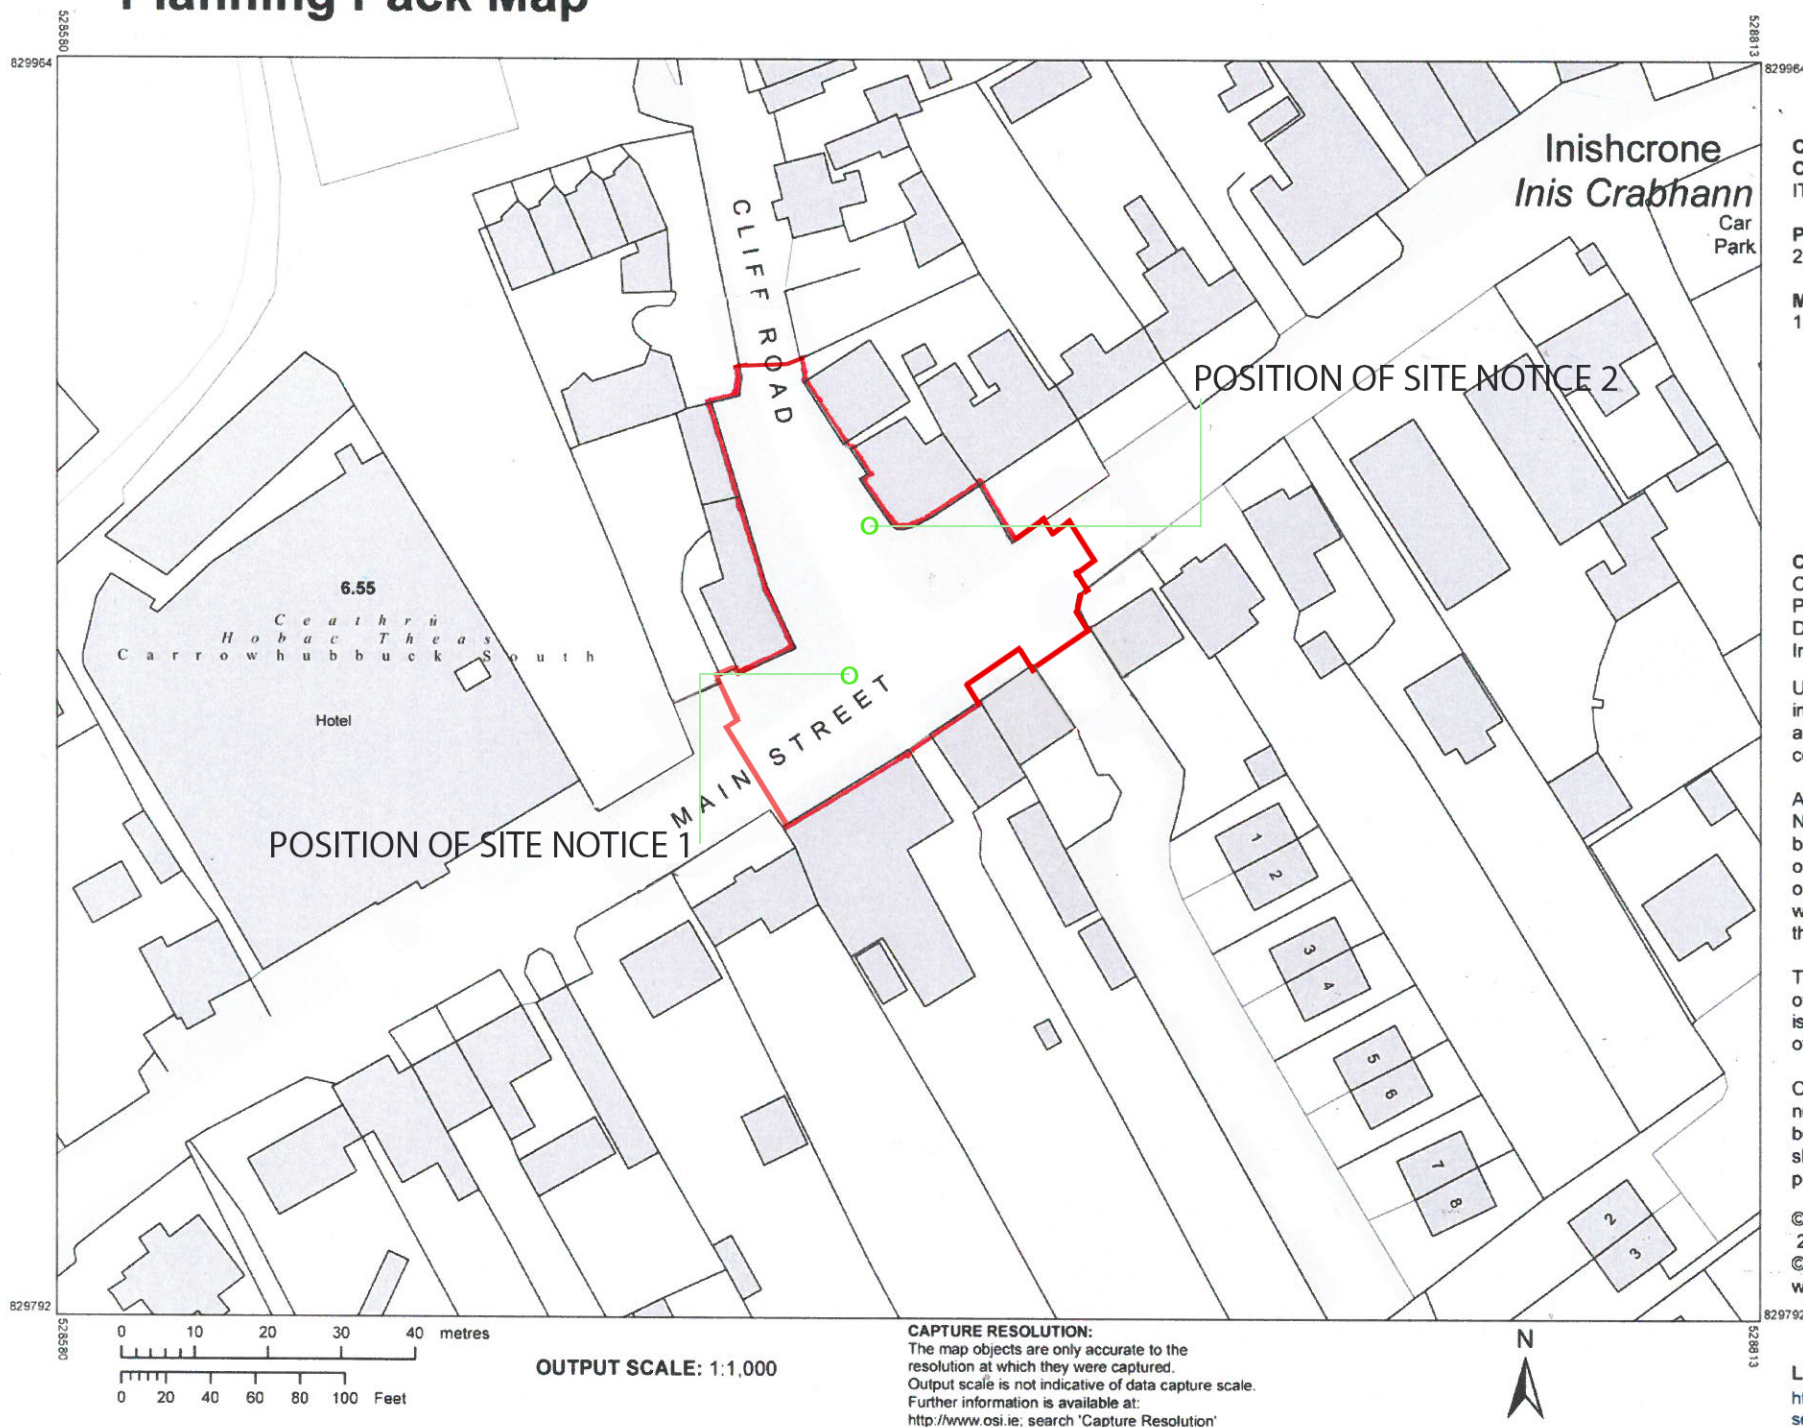 Planning Pack Map
528580
528813
829964
829964
Inishcrone
Inis Crabhann
Car
Park
CLIFF ROAD
POSITION OF SITE NOTICE 2
6.55
Ceathrú
Hobac Theas
Carrowhubbuck South
Hotel
MAIN STREET
POSITION OF SITE NOTICE 1
1
2
3
4
5
6
7
8
2
3
829792
829792
528580
528813
0 10 20 30 40 metres
0 20 40 60 80 100 Feet
OUTPUT SCALE: 1:1,000
CAPTURE RESOLUTION:
The map objects are only accurate to the
resolution at which they were captured.
Output scale is not indicative of data capture scale.
Further information is available at:
http://www.osi.ie; search 'Capture Resolution'
N